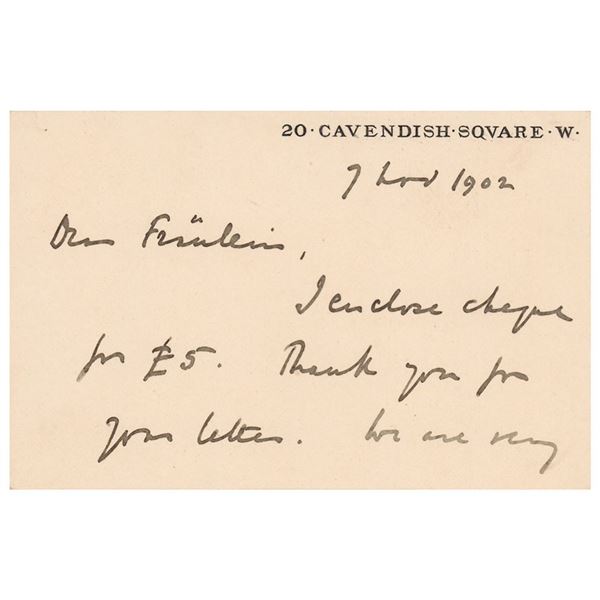 20·CAVENDISH·SQVARE·W.
7 Nov 1902
Dear Fräulein,
I enclose cheque
for £5. Thank you for
your letter. We are very